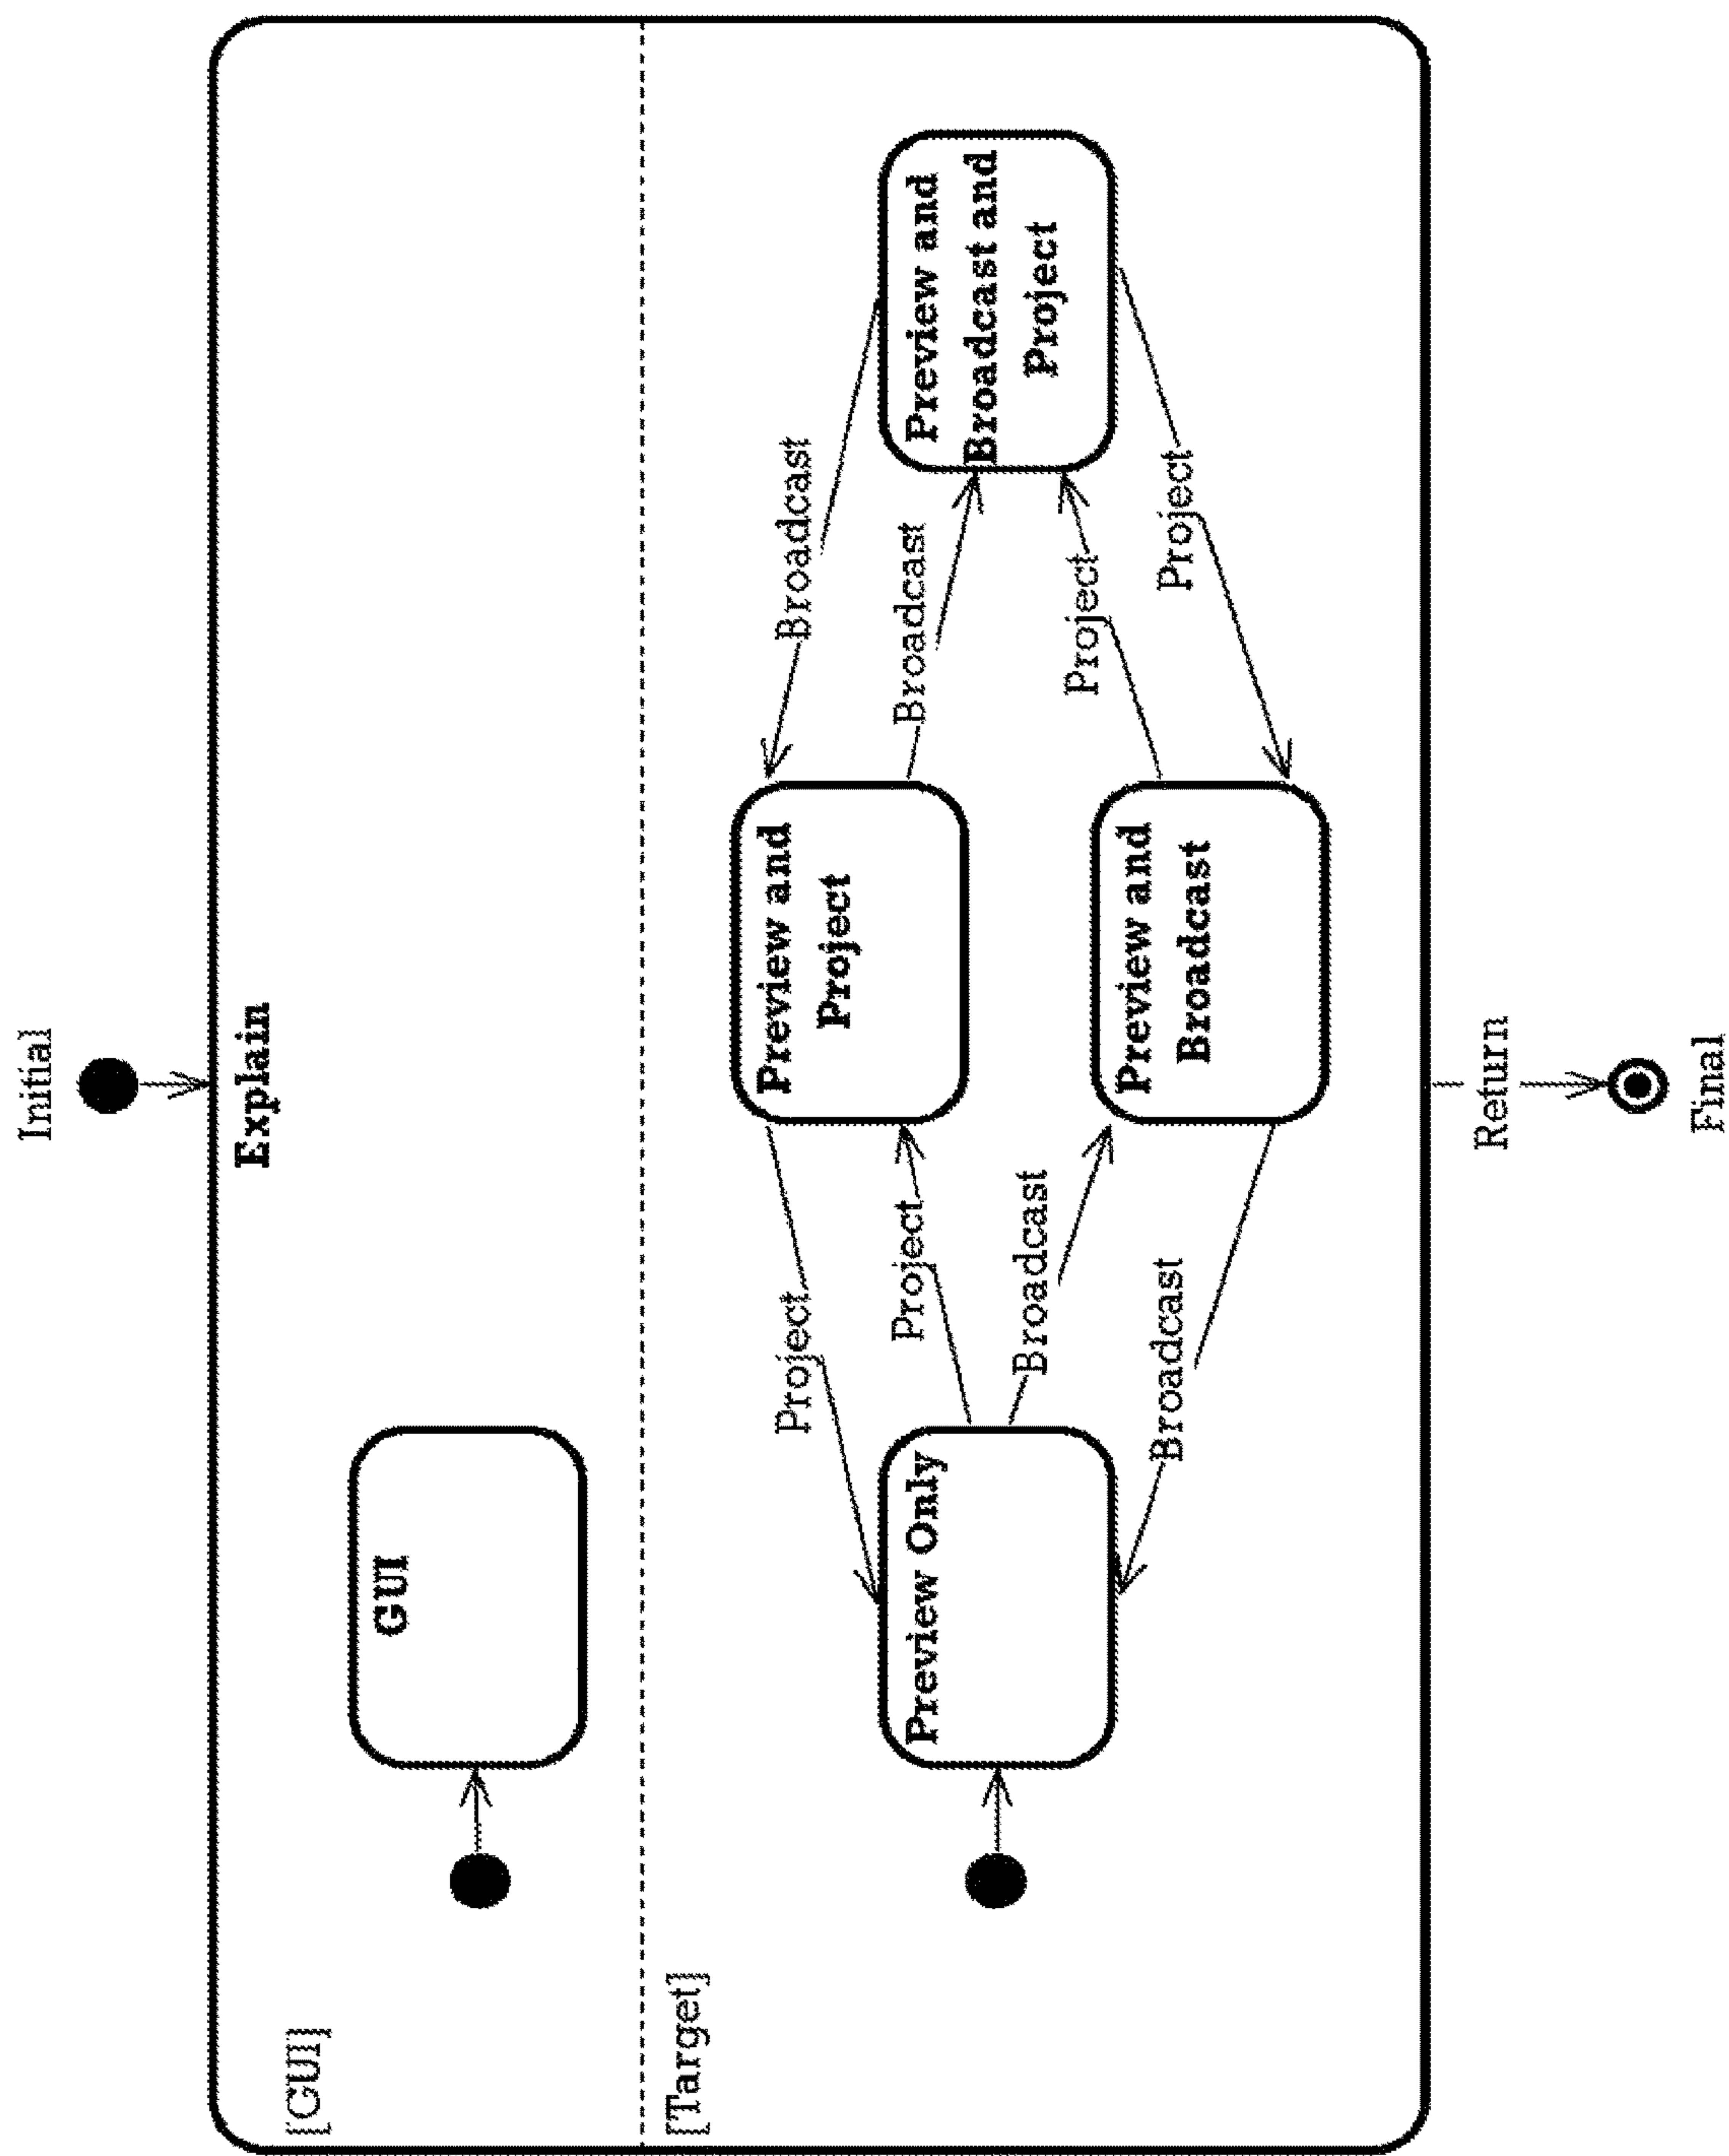 Initial
Explain
[GUI]
GUI
[Target]
Preview Only
Project
Project
Broadcast
Broadcast
Preview and
Project
Preview and
Broadcast
Broadcast
Broadcast
Project
Project
Preview and
Broadcast and
Project
Return
Final